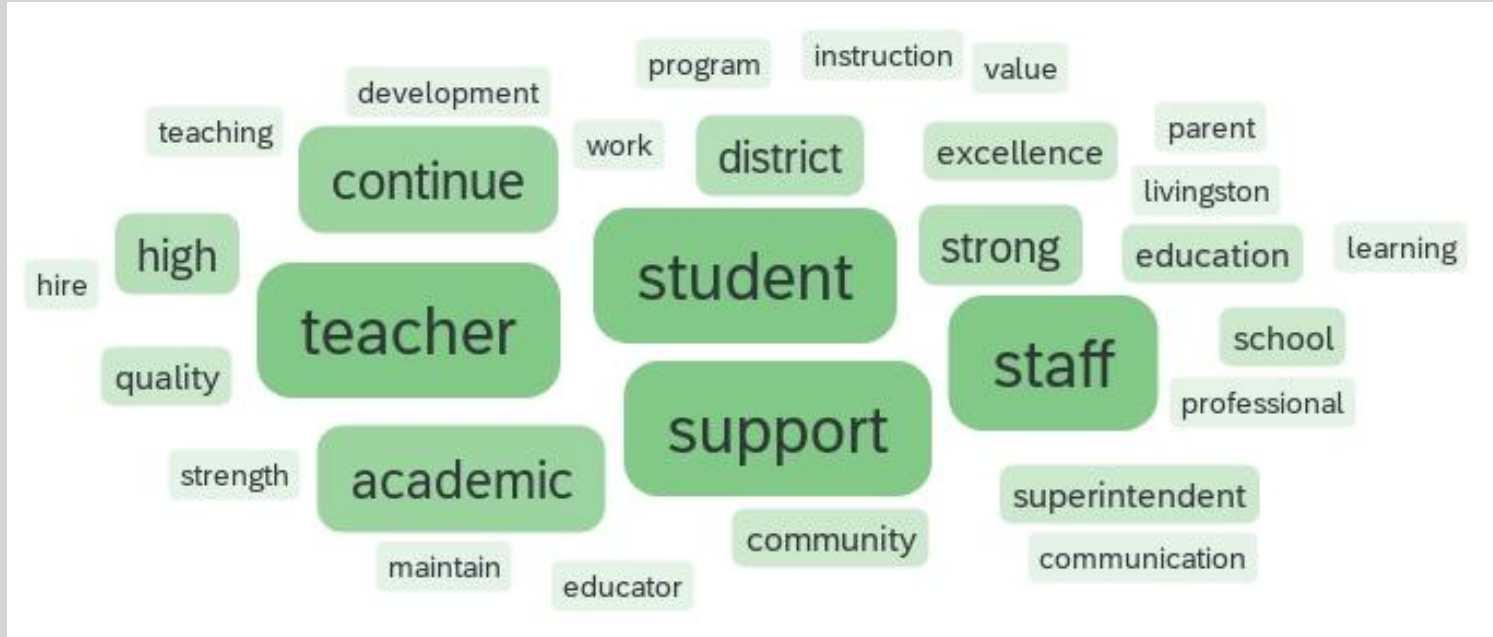 program
instruction
value
development
teaching
continue
work
district
excellence
parent
livingston
high
student
strong
education
learning
hire
teacher
staff
school
quality
support
professional
strength
academic
superintendent
community
communication
maintain
educator